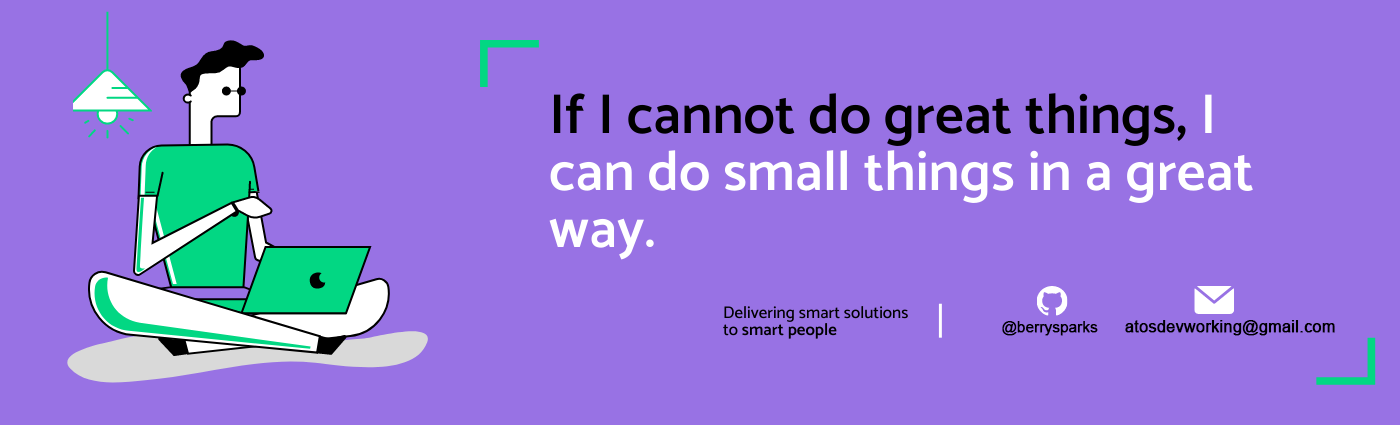 If I cannot do great things, I
can do small things in a great
way.
Delivering smart solutions
to smart people
@berrysparks
atosdevworking@gmail.com